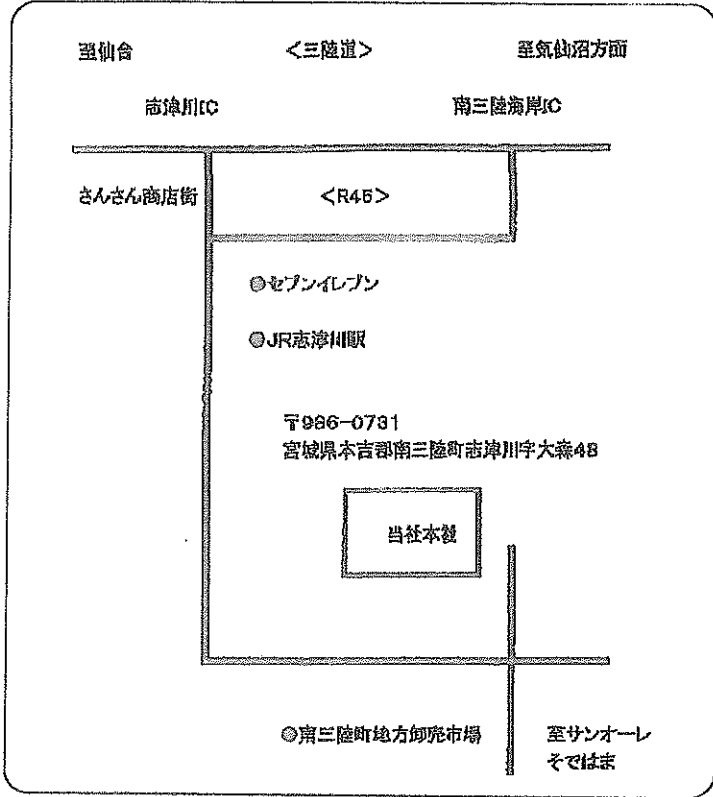 至仙台 <三陸道> 至気仙沼方面
志津川IC 南三陸海岸IC
さんさん商店街 <R45>
●セブンイレブン
●JR志津川駅
〒986-0731
宮城県本吉郡南三陸町志津川字大森48
当社本社
●南三陸町地方卸売市場 至サンオーレ
そではま